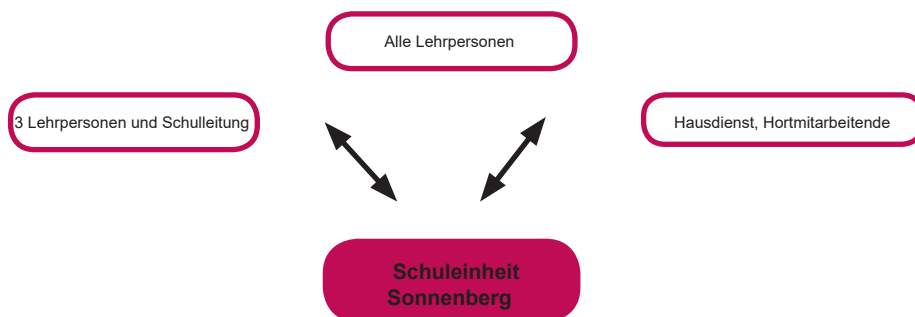 Alle Lehrpersonen
3 Lehrpersonen und Schulleitung
Hausdienst, Hortmitarbeitende
Schuleinheit
Sonnenberg